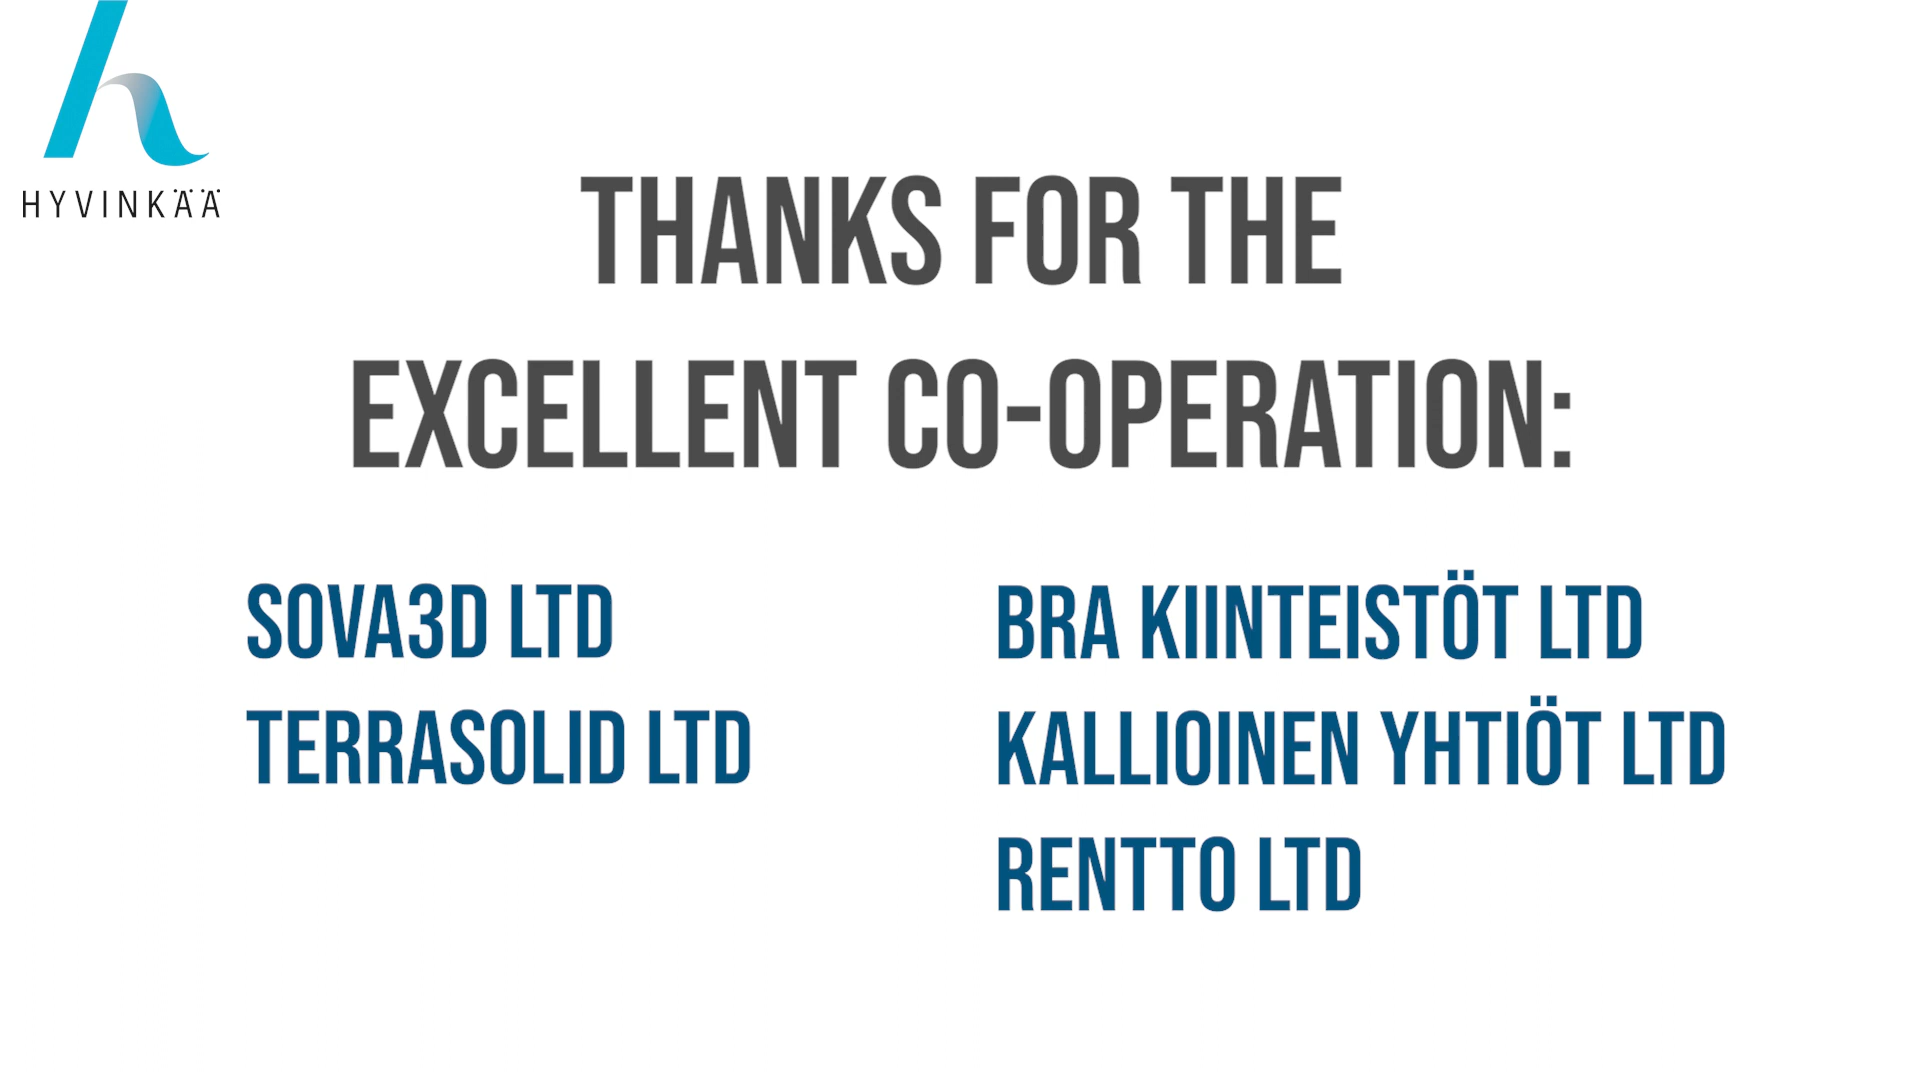 HYVINKÄÄ
THANKS FOR THE
EXCELLENT CO-OPERATION:
SOVA3D LTD
TERRASOLID LTD
BRA KIINTEISTÖT LTD
KALLIOINEN YHTIÖT LTD
RENTTO LTD